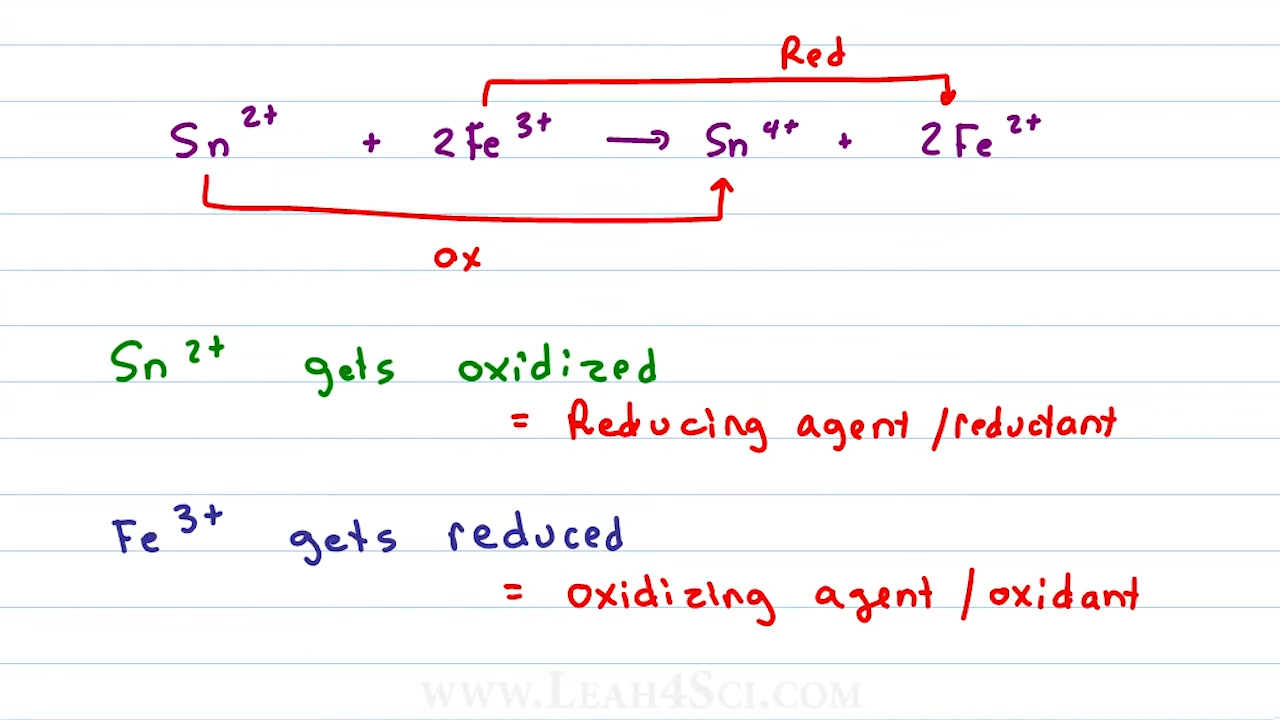 Red
Sn²⁺ + 2Fe³⁺ → Sn⁴⁺ + 2Fe²⁺
ox
Sn²⁺ gets oxidized
= Reducing agent /reductant
Fe³⁺ gets reduced
= oxidizing agent / oxidant
www.Leah4Sci.com